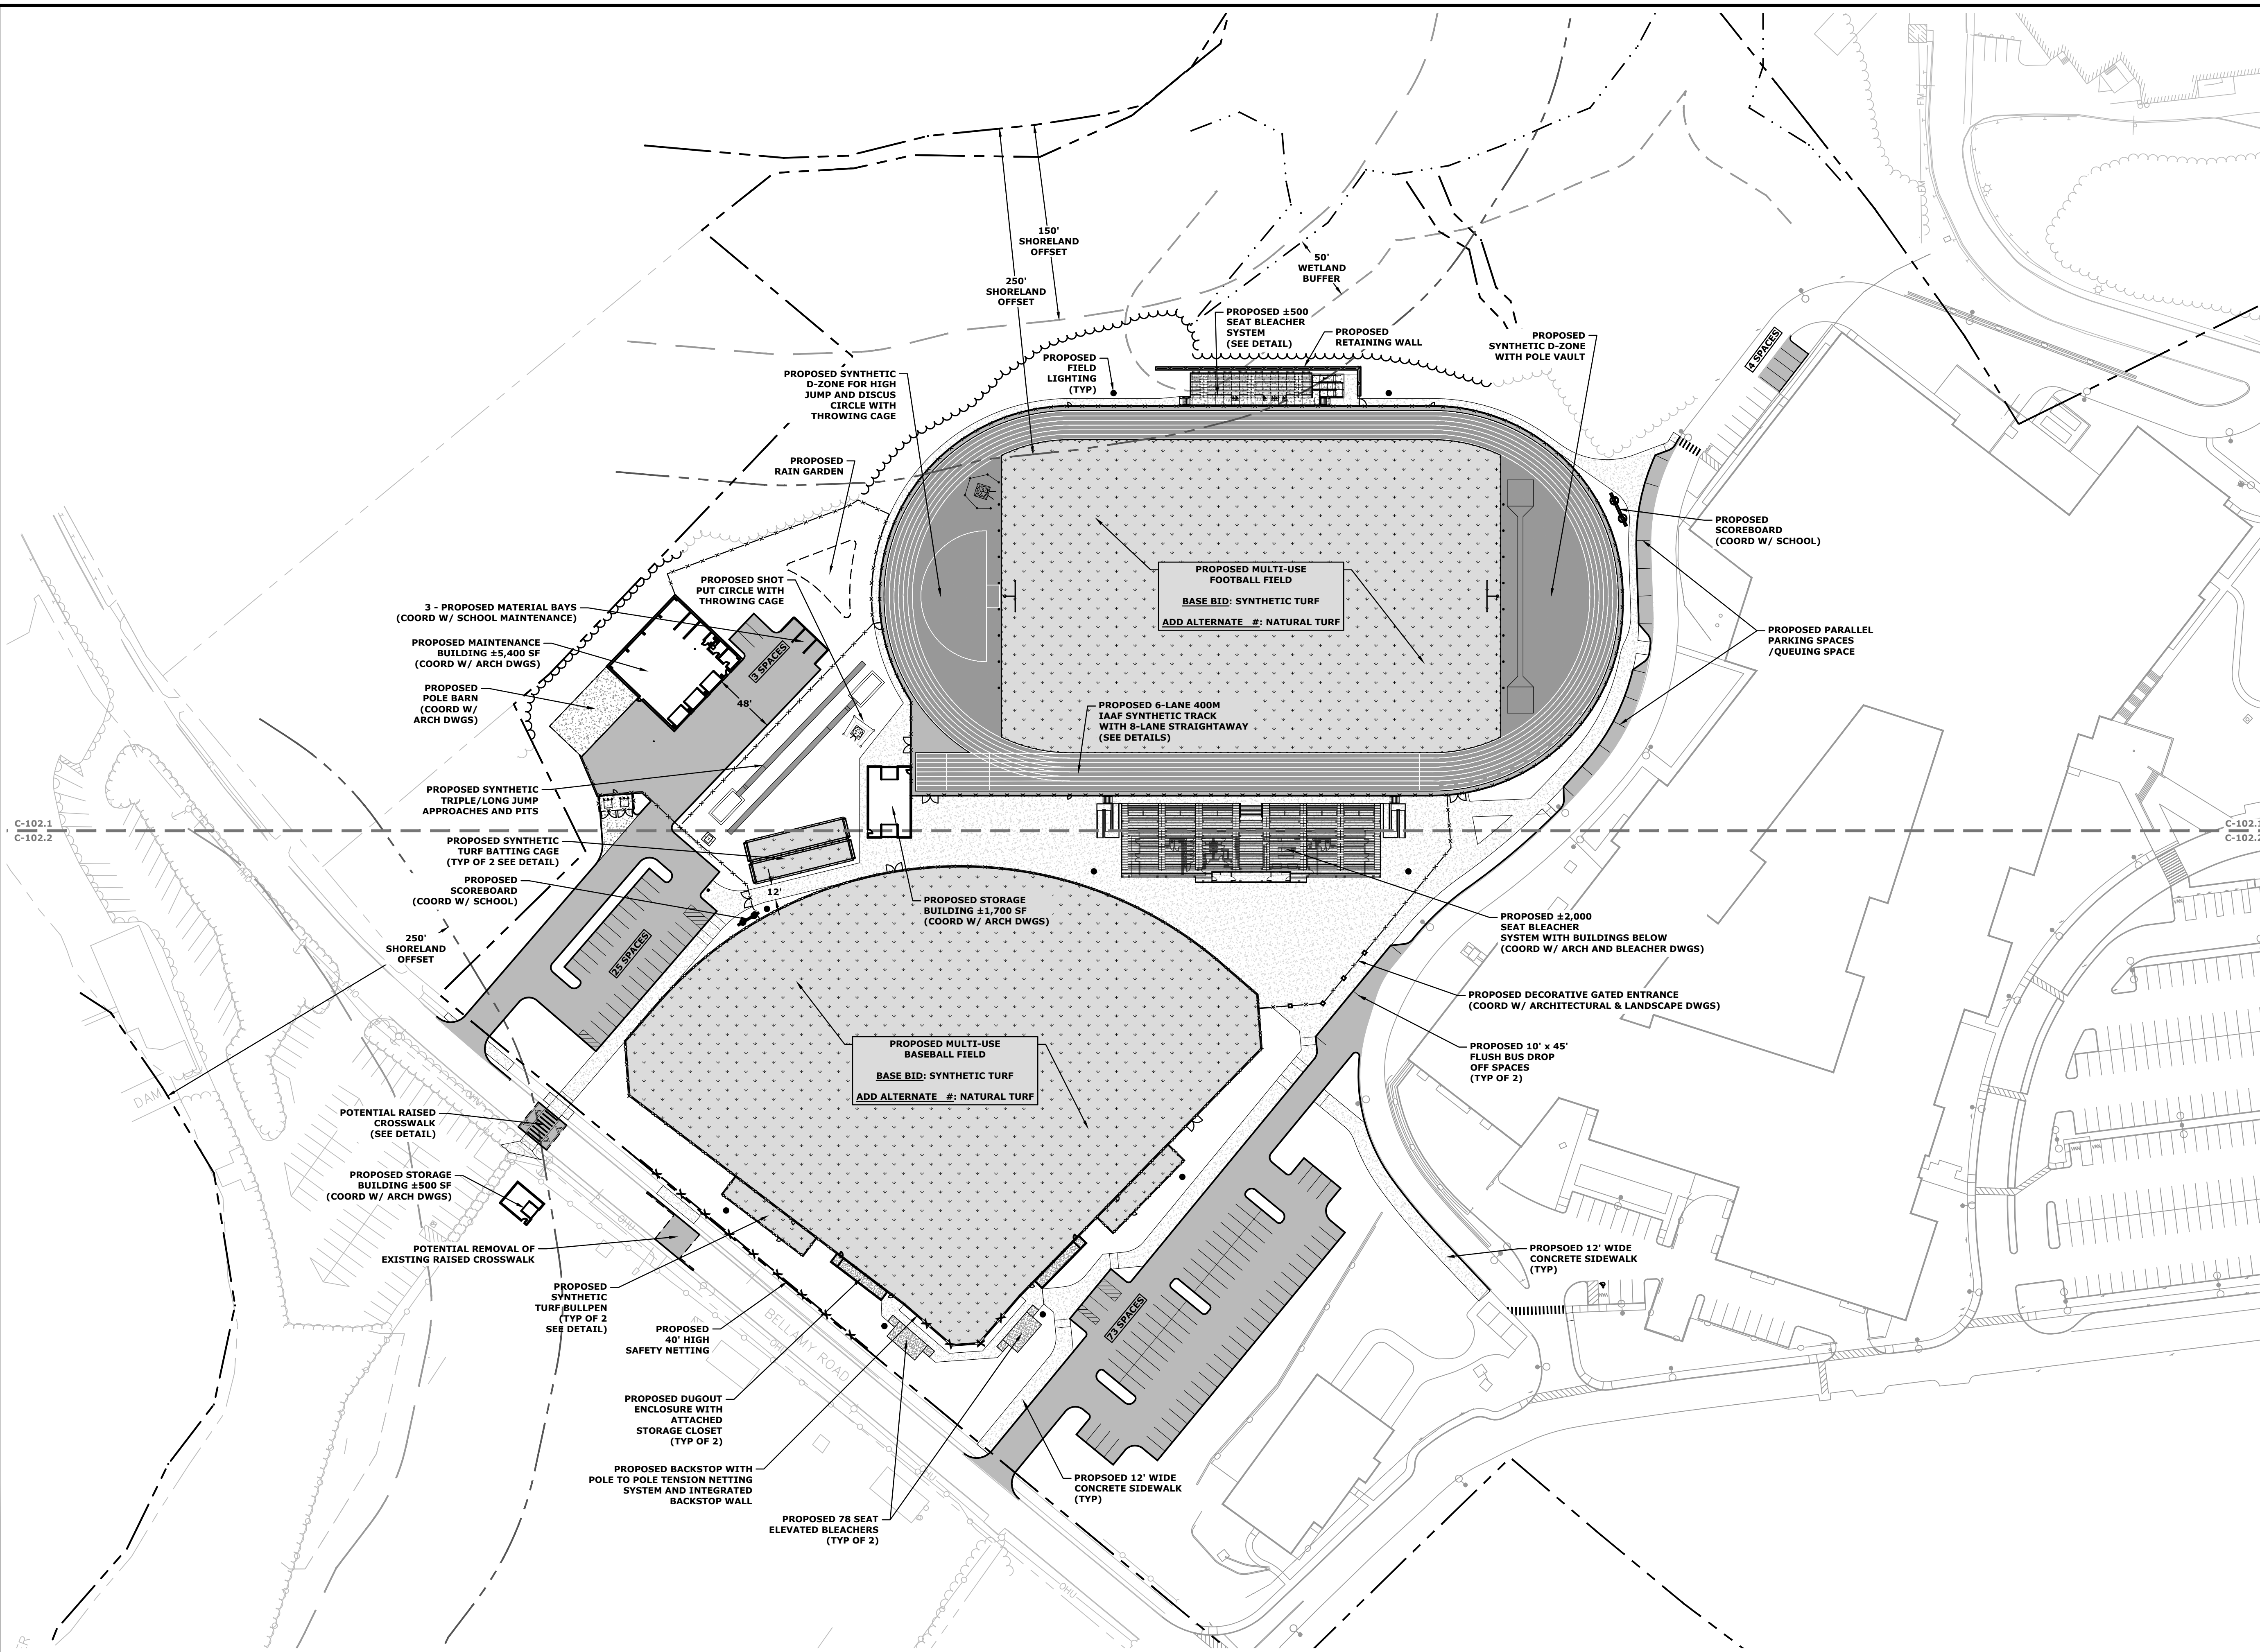 150'
SHORELAND
OFFSET
250'
SHORELAND
OFFSET
50'
WETLAND
BUFFER
PROPOSED ±500
SEAT BLEACHER
SYSTEM
(SEE DETAIL)
PROPOSED
RETAINING WALL
PROPOSED
SYNTHETIC D-ZONE
WITH POLE VAULT
4 SPACES
PROPOSED
FIELD
LIGHTING
(TYP)
PROPOSED SYNTHETIC
D-ZONE FOR HIGH
JUMP AND DISCUS
CIRCLE WITH
THROWING CAGE
PROPOSED
RAIN GARDEN
PROPOSED
SCOREBOARD
(COORD W/ SCHOOL)
PROPOSED SHOT
PUT CIRCLE WITH
THROWING CAGE
PROPOSED MULTI-USE
FOOTBALL FIELD
BASE BID: SYNTHETIC TURF
ADD ALTERNATE #: NATURAL TURF
3 - PROPOSED MATERIAL BAYS
(COORD W/ SCHOOL MAINTENANCE)
PROPOSED MAINTENANCE
BUILDING ±5,400 SF
(COORD W/ ARCH DWGS)
3 SPACES
PROPOSED PARALLEL
PARKING SPACES
/QUEUING SPACE
PROPOSED
POLE BARN
(COORD W/
ARCH DWGS)
48'
PROPOSED 6-LANE 400M
IAAF SYNTHETIC TRACK
WITH 8-LANE STRAIGHTAWAY
(SEE DETAILS)
PROPOSED SYNTHETIC
TRIPLE/LONG JUMP
APPROACHES AND PITS
C-102.1
C-102.2
C-102.1
C-102.2
PROPOSED SYNTHETIC
TURF BATTING CAGE
(TYP OF 2 SEE DETAIL)
PROPOSED
SCOREBOARD
(COORD W/ SCHOOL)
12'
PROPOSED STORAGE
BUILDING ±1,700 SF
(COORD W/ ARCH DWGS)
PROPOSED ±2,000
SEAT BLEACHER
SYSTEM WITH BUILDINGS BELOW
(COORD W/ ARCH AND BLEACHER DWGS)
250'
SHORELAND
OFFSET
25 SPACES
PROPOSED DECORATIVE GATED ENTRANCE
(COORD W/ ARCHITECTURAL & LANDSCAPE DWGS)
PROPOSED MULTI-USE
BASEBALL FIELD
BASE BID: SYNTHETIC TURF
ADD ALTERNATE #: NATURAL TURF
PROPOSED 10' x 45'
FLUSH BUS DROP
OFF SPACES
(TYP OF 2)
DAM
POTENTIAL RAISED
CROSSWALK
(SEE DETAIL)
PROPOSED STORAGE
BUILDING ±500 SF
(COORD W/ ARCH DWGS)
OHU
POTENTIAL REMOVAL OF
EXISTING RAISED CROSSWALK
PROPSOED 12' WIDE
CONCRETE SIDEWALK
(TYP)
PROPOSED
SYNTHETIC
TURF BULLPEN
(TYP OF 2
SEE DETAIL)
PROPOSED
40' HIGH
SAFETY NETTING
BELLAMY ROAD
73 SPACES
PROPOSED DUGOUT
ENCLOSURE WITH
ATTACHED
STORAGE CLOSET
(TYP OF 2)
PROPOSED BACKSTOP WITH
POLE TO POLE TENSION NETTING
SYSTEM AND INTEGRATED
BACKSTOP WALL
PROPSOED 12' WIDE
CONCRETE SIDEWALK
(TYP)
PROPOSED 78 SEAT
ELEVATED BLEACHERS
(TYP OF 2)
OHU